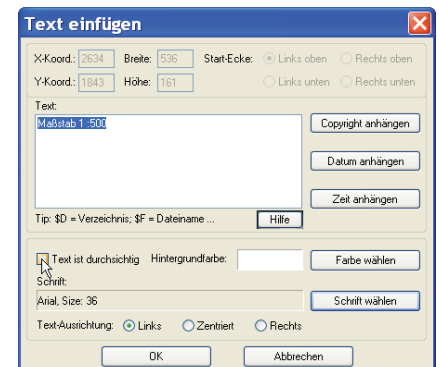 Text einfügen
X-Koord.: 2634 Breite: 536 Start-Ecke: Links oben Rechts oben
Y-Koord.: 1843 Höhe: 161 Links unten Rechts unten
Text:
Maßstab 1 :500
Copyright anhängen
Datum anhängen
Zeit anhängen
Tip: $D = Verzeichnis; $F = Dateiname ... Hilfe
Text ist durchsichtig Hintergrundfarbe: Farbe wählen
Schrift:
Arial, Size: 36 Schrift wählen
Text-Ausrichtung: Links Zentriert Rechts
OK Abbrechen